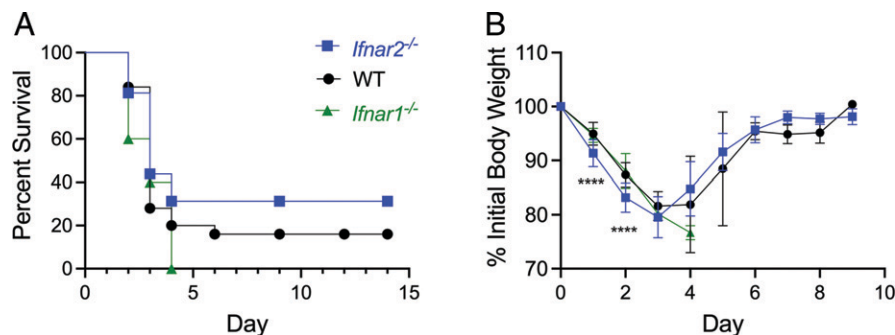 A
Percent Survival
100
80
60
40
20
0
0
5
10
15
Day
Ifnar2-/-
WT
Ifnar1-/-
B
% Initial Body Weight
110
100
90
80
70
0
2
4
6
8
10
Day
****
****